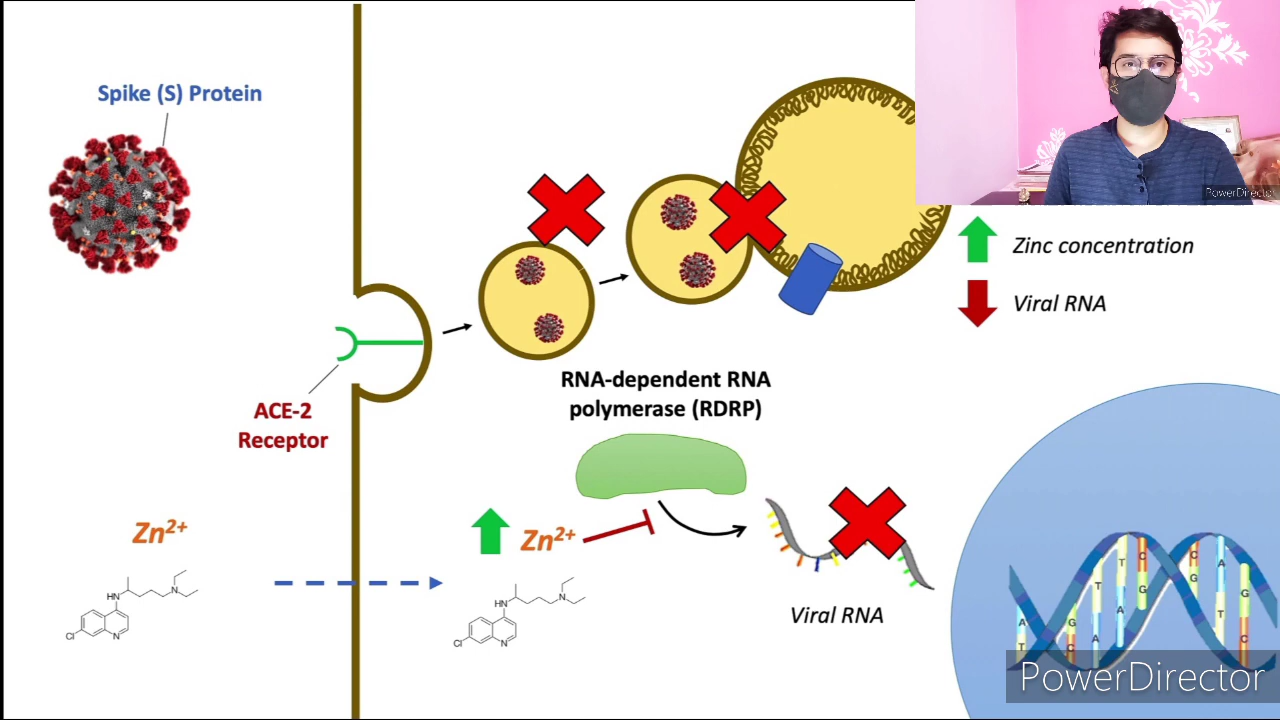 Spike (S) Protein
PowerDirecto
Zinc concentration
Viral RNA
RNA-dependent RNA
polymerase (RDRP)
ACE-2
Receptor
Zn2+
Zn2+
HN
N
Cl
N
HN
N
Cl
N
Viral RNA
A
T
G
C
A
T
A
T
C
G
C
G
A
T
G
C
PowerDirector